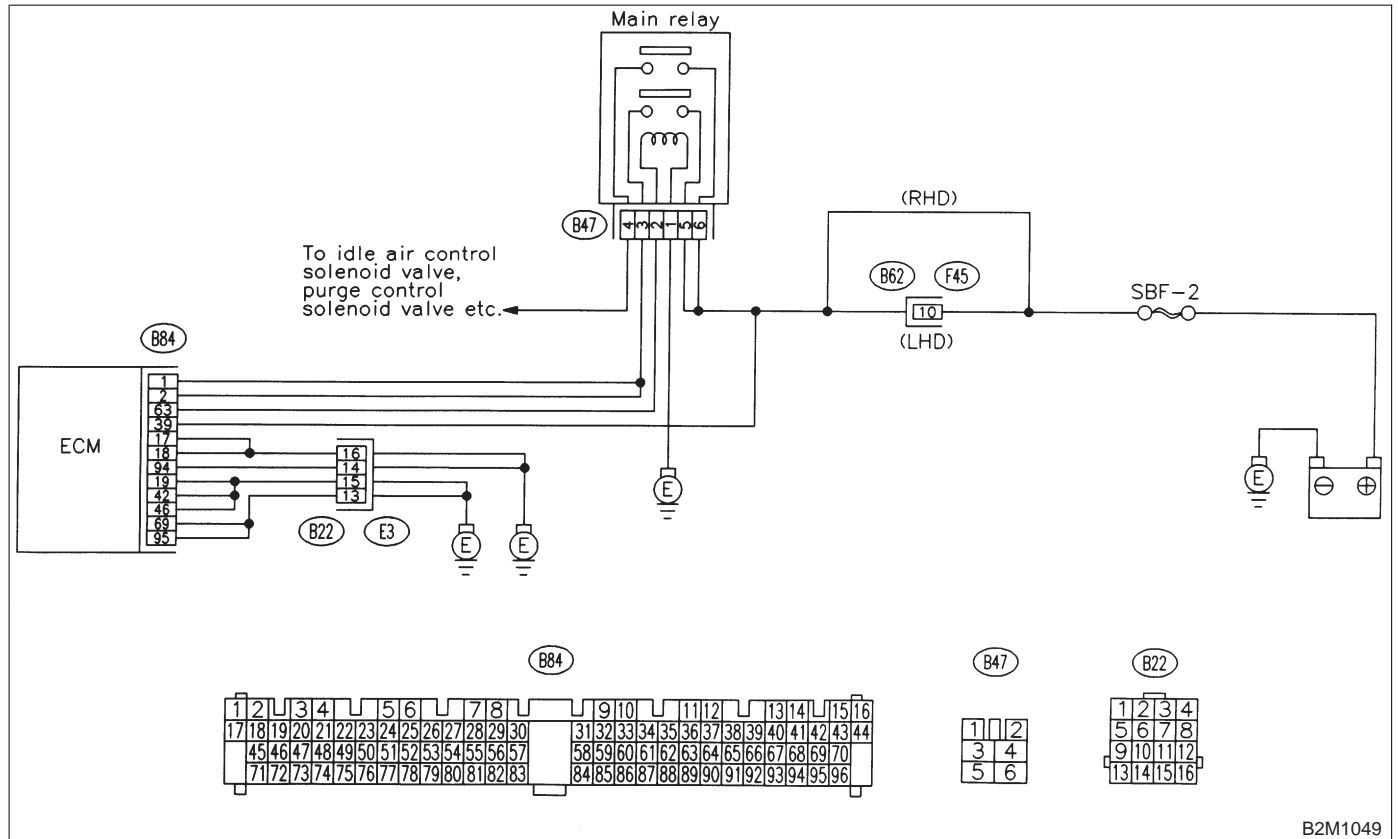 Main relay
B47
4 3 2 1 5 6
(RHD)
B62 F45
10
(LHD)
SBF-2
To idle air control
solenoid valve,
purge control
solenoid valve etc.
B84
ECM
1
2
63
39
17
18
94
19
42
46
69
95
16
14
15
13
B22 E3
E
E
E
E
⊖ ⊕
B84
1 2 3 4 5 6 7 8 9 10 11 12 13 14 15 16
17 18 19 20 21 22 23 24 25 26 27 28 29 30 31 32 33 34 35 36 37 38 39 40 41 42 43 44
45 46 47 48 49 50 51 52 53 54 55 56 57 58 59 60 61 62 63 64 65 66 67 68 69 70
71 72 73 74 75 76 77 78 79 80 81 82 83 84 85 86 87 88 89 90 91 92 93 94 95 96
B47
1 2
3 4
5 6
B22
1 2 3 4
5 6 7 8
9 10 11 12
13 14 15 16
B2M1049